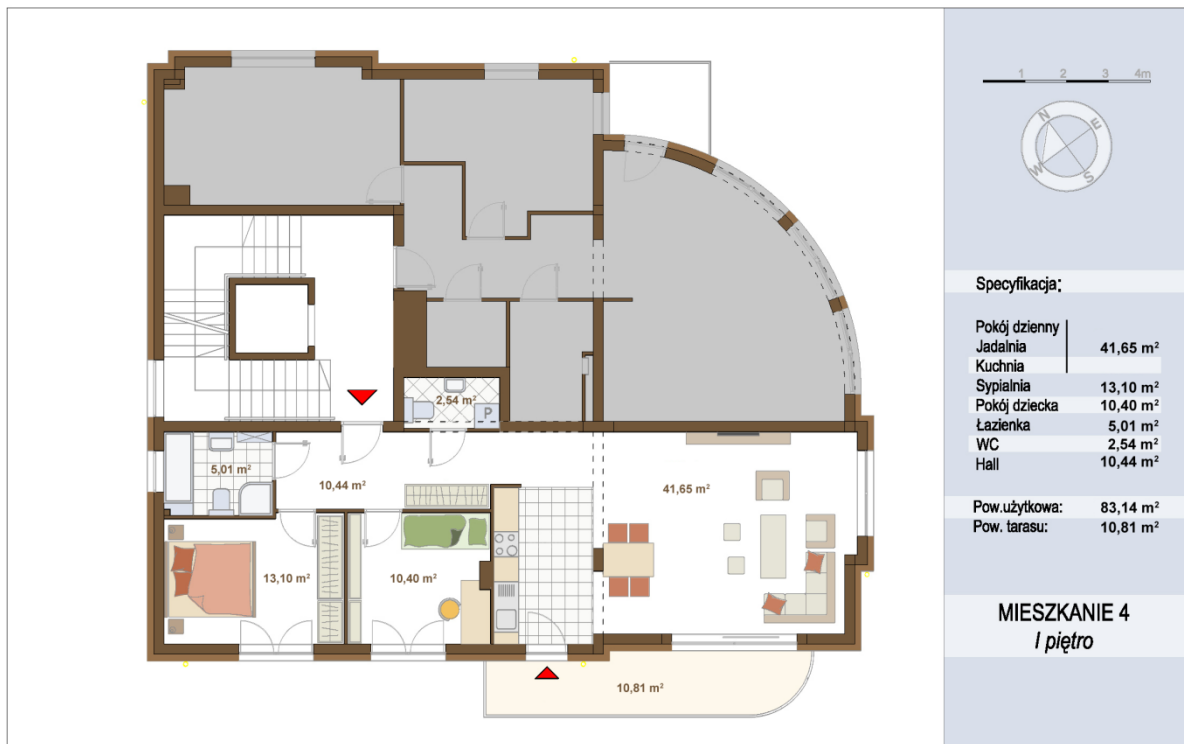 2,54 m²
P
5,01 m²
10,44 m²
41,65 m²
13,10 m²
10,40 m²
10,81 m²
1 2 3 4m
N
E
W
S
Specyfikacja:
Pokój dzienny
Jadalnia 41,65 m²
Kuchnia
Sypialnia 13,10 m²
Pokój dziecka 10,40 m²
Łazienka 5,01 m²
WC 2,54 m²
Hall 10,44 m²
Pow.użytkowa: 83,14 m²
Pow. tarasu: 10,81 m²
MIESZKANIE 4
I piętro